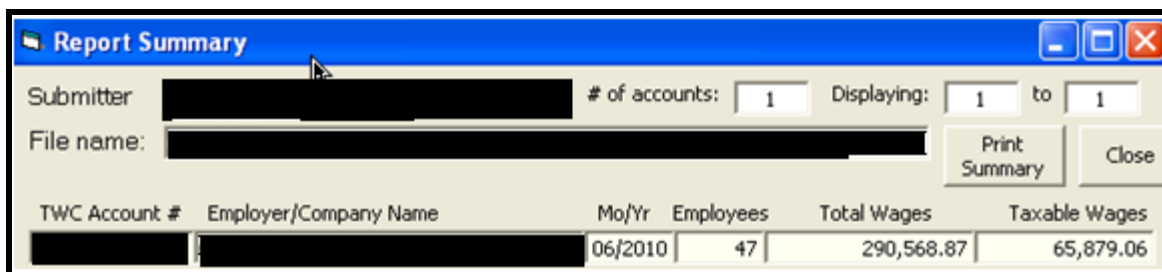 Report Summary
Submitter # of accounts: 1 Displaying: 1 to 1
File name: Print Summary Close
TWC Account # Employer/Company Name Mo/Yr Employees Total Wages Taxable Wages
06/2010 47 290,568.87 65,879.06